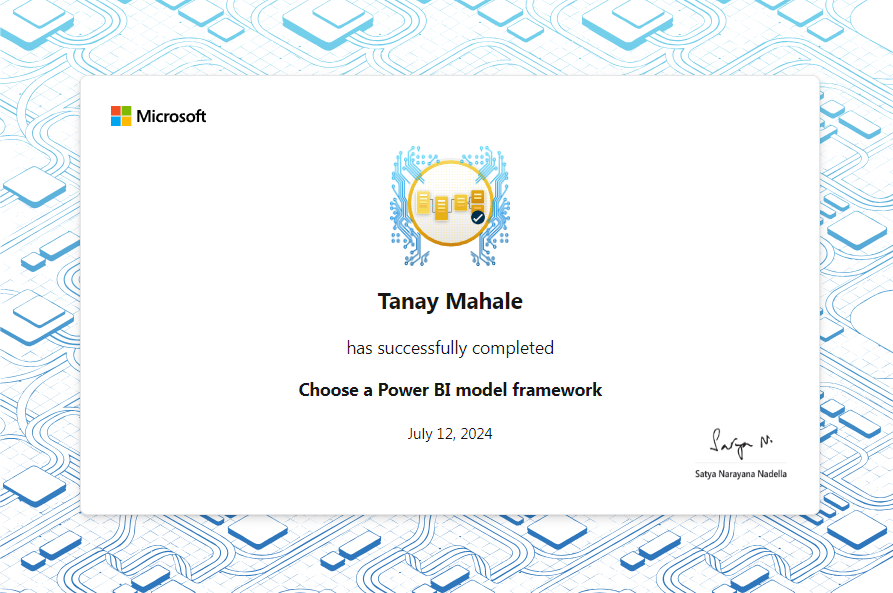 Microsoft
Tanay Mahale
has successfully completed
Choose a Power BI model framework
July 12, 2024
Satya N.
Satya Narayana Nadella